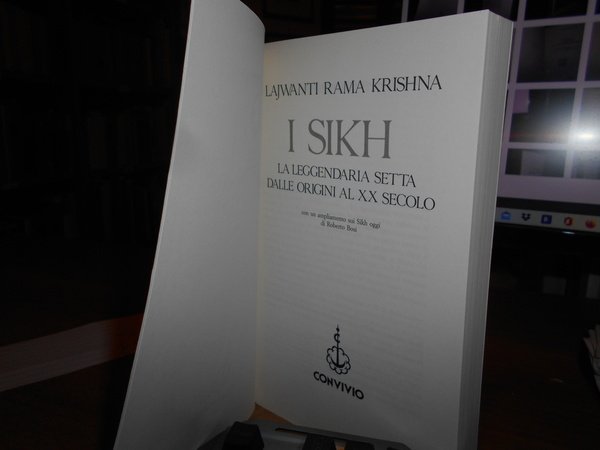 LAJWANTI RAMA KRISHNA
I SIKH
LA LEGGENDARIA SETTA
DALLE ORIGINI AL XX SECOLO
con un ampliamento sui Sikh oggi
di Roberto Bosi
CONVIVIO